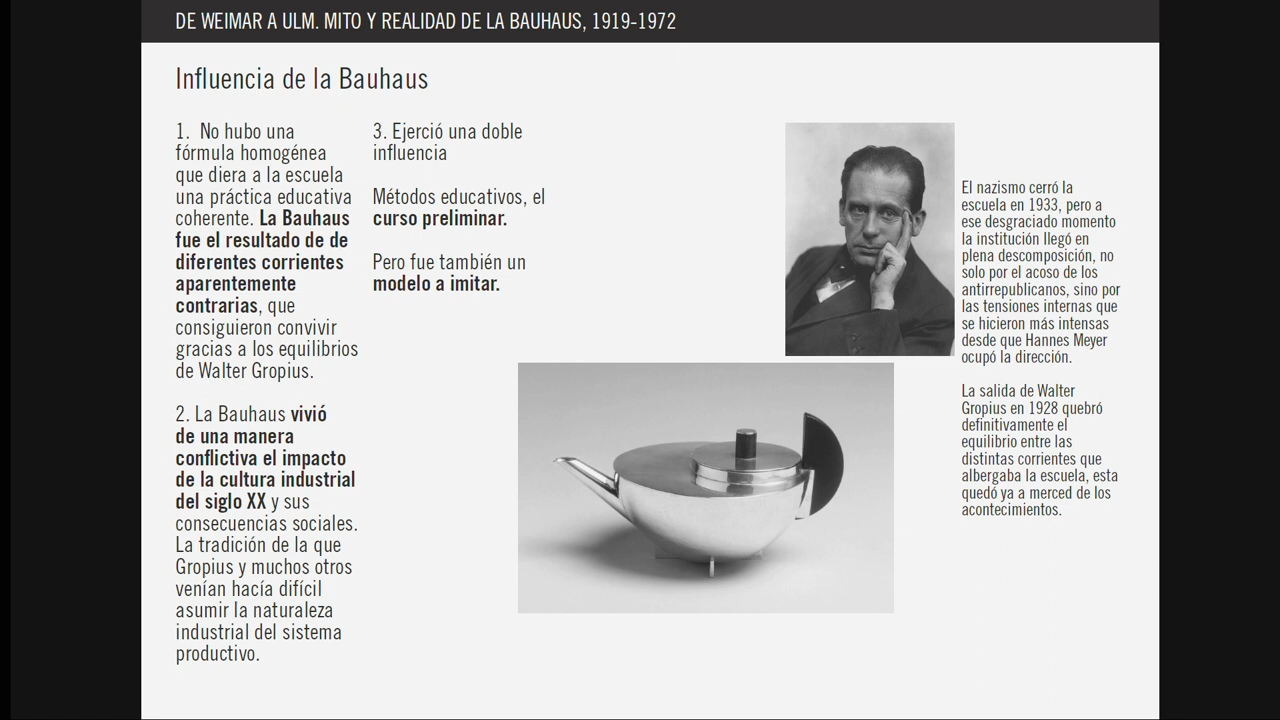 DE WEIMAR A ULM. MITO Y REALIDAD DE LA BAUHAUS, 1919-1972
Influencia de la Bauhaus
1. No hubo una
fórmula homogénea
que diera a la escuela
una práctica educativa
coherente. La Bauhaus
fue el resultado de de
diferentes corrientes
aparentemente
contrarias, que
consiguieron convivir
gracias a los equilibrios
de Walter Gropius.
2. La Bauhaus vivió
de una manera
conflictiva el impacto
de la cultura industrial
del siglo XX y sus
consecuencias sociales.
La tradición de la que
Gropius y muchos otros
venían hacía difícil
asumir la naturaleza
industrial del sistema
productivo.
3. Ejerció una doble
influencia
Métodos educativos, el
curso preliminar.
Pero fue también un
modelo a imitar.
El nazismo cerró la
escuela en 1933, pero a
ese desgraciado momento
la institución llegó en
plena descomposición, no
solo por el acoso de los
antirrepublicanos, sino por
las tensiones internas que
se hicieron más intensas
desde que Hannes Meyer
ocupó la dirección.
La salida de Walter
Gropius en 1928 quebró
definitivamente el
equilibrio entre las
distintas corrientes que
albergaba la escuela, esta
quedó ya a merced de los
acontecimientos.